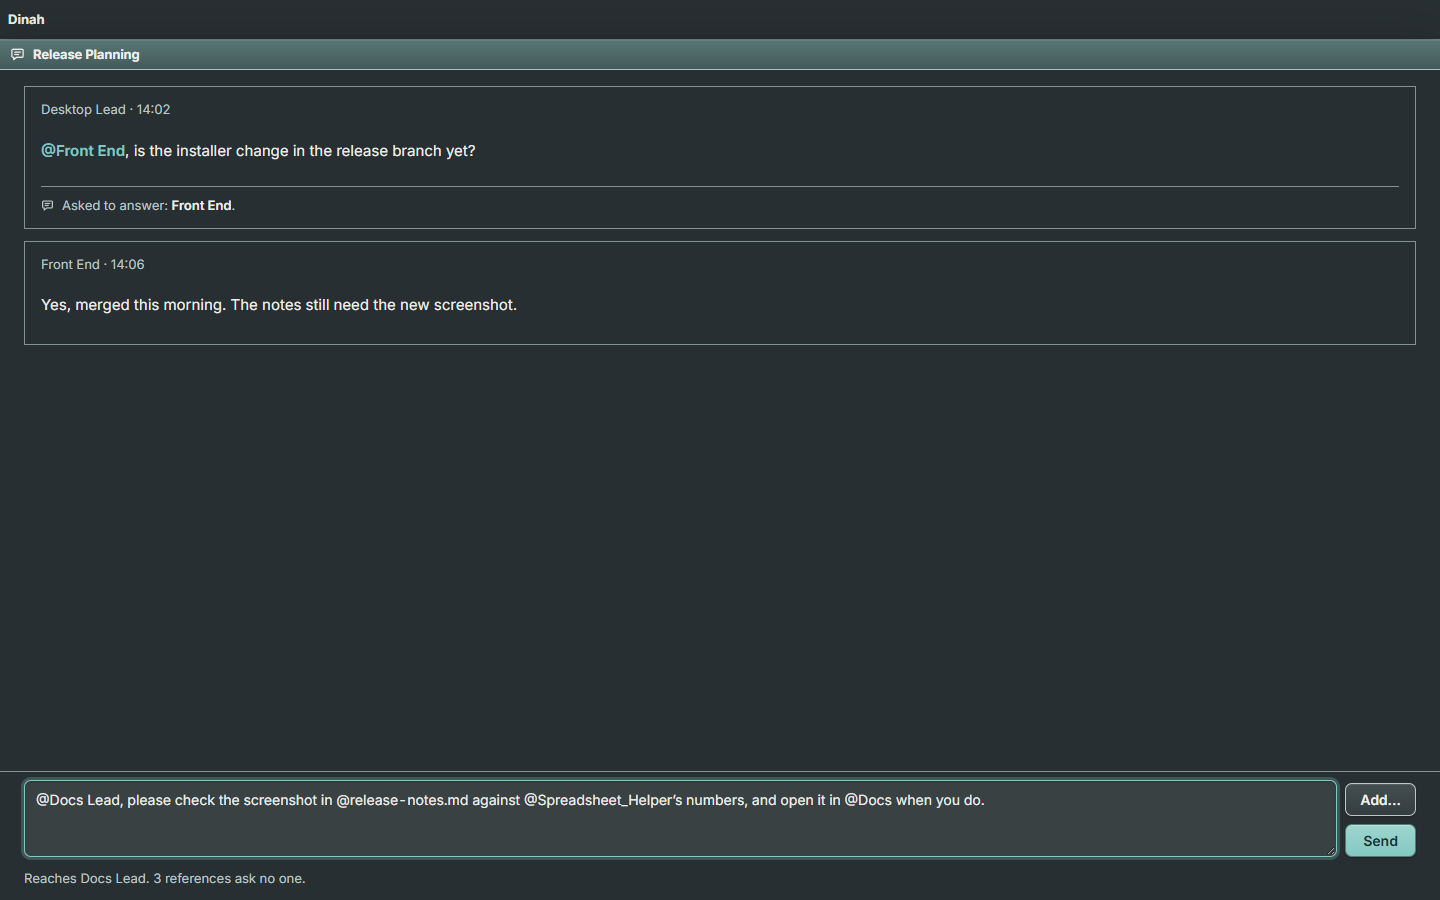 Dinah
Release Planning
Desktop Lead · 14:02
@Front End, is the installer change in the release branch yet?
Asked to answer: Front End.
Front End · 14:06
Yes, merged this morning. The notes still need the new screenshot.
@Docs Lead, please check the screenshot in @release-notes.md against @Spreadsheet_Helper’s numbers, and open it in @Docs when you do.
Add...
Send
Reaches Docs Lead. 3 references ask no one.